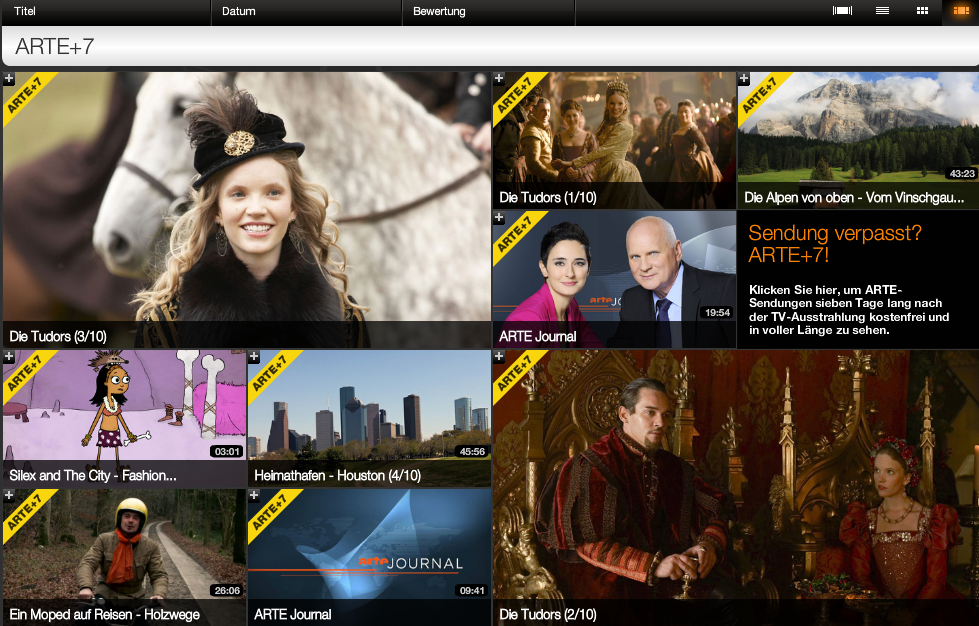 Titel
Datum
Bewertung
ARTE+7
ARTE+7
Die Tudors (3/10)
ARTE+7
Die Tudors (1/10)
ARTE+7
43:23
Die Alpen von oben - Vom Vinschgau...
ARTE+7
arte JO
19:54
ARTE Journal
Sendung verpasst?
ARTE+7!
Klicken Sie hier, um ARTE-
Sendungen sieben Tage lang nach
der TV-Ausstrahlung kostenfrei und
in voller Länge zu sehen.
ARTE+7
03:01
Silex and The City - Fashion...
ARTE+7
45:56
Heimathafen - Houston (4/10)
ARTE+7
Die Tudors (2/10)
ARTE+7
26:06
Ein Moped auf Reisen - Holzwege
ARTE+7
arte JOURNAL
09:41
ARTE Journal